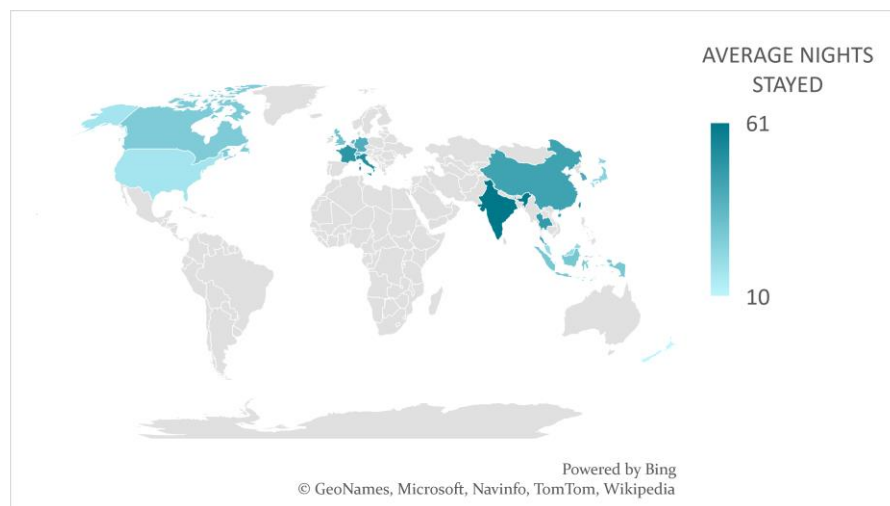 AVERAGE NIGHTS
STAYED
61
10
Powered by Bing
© GeoNames, Microsoft, Navinfo, TomTom, Wikipedia